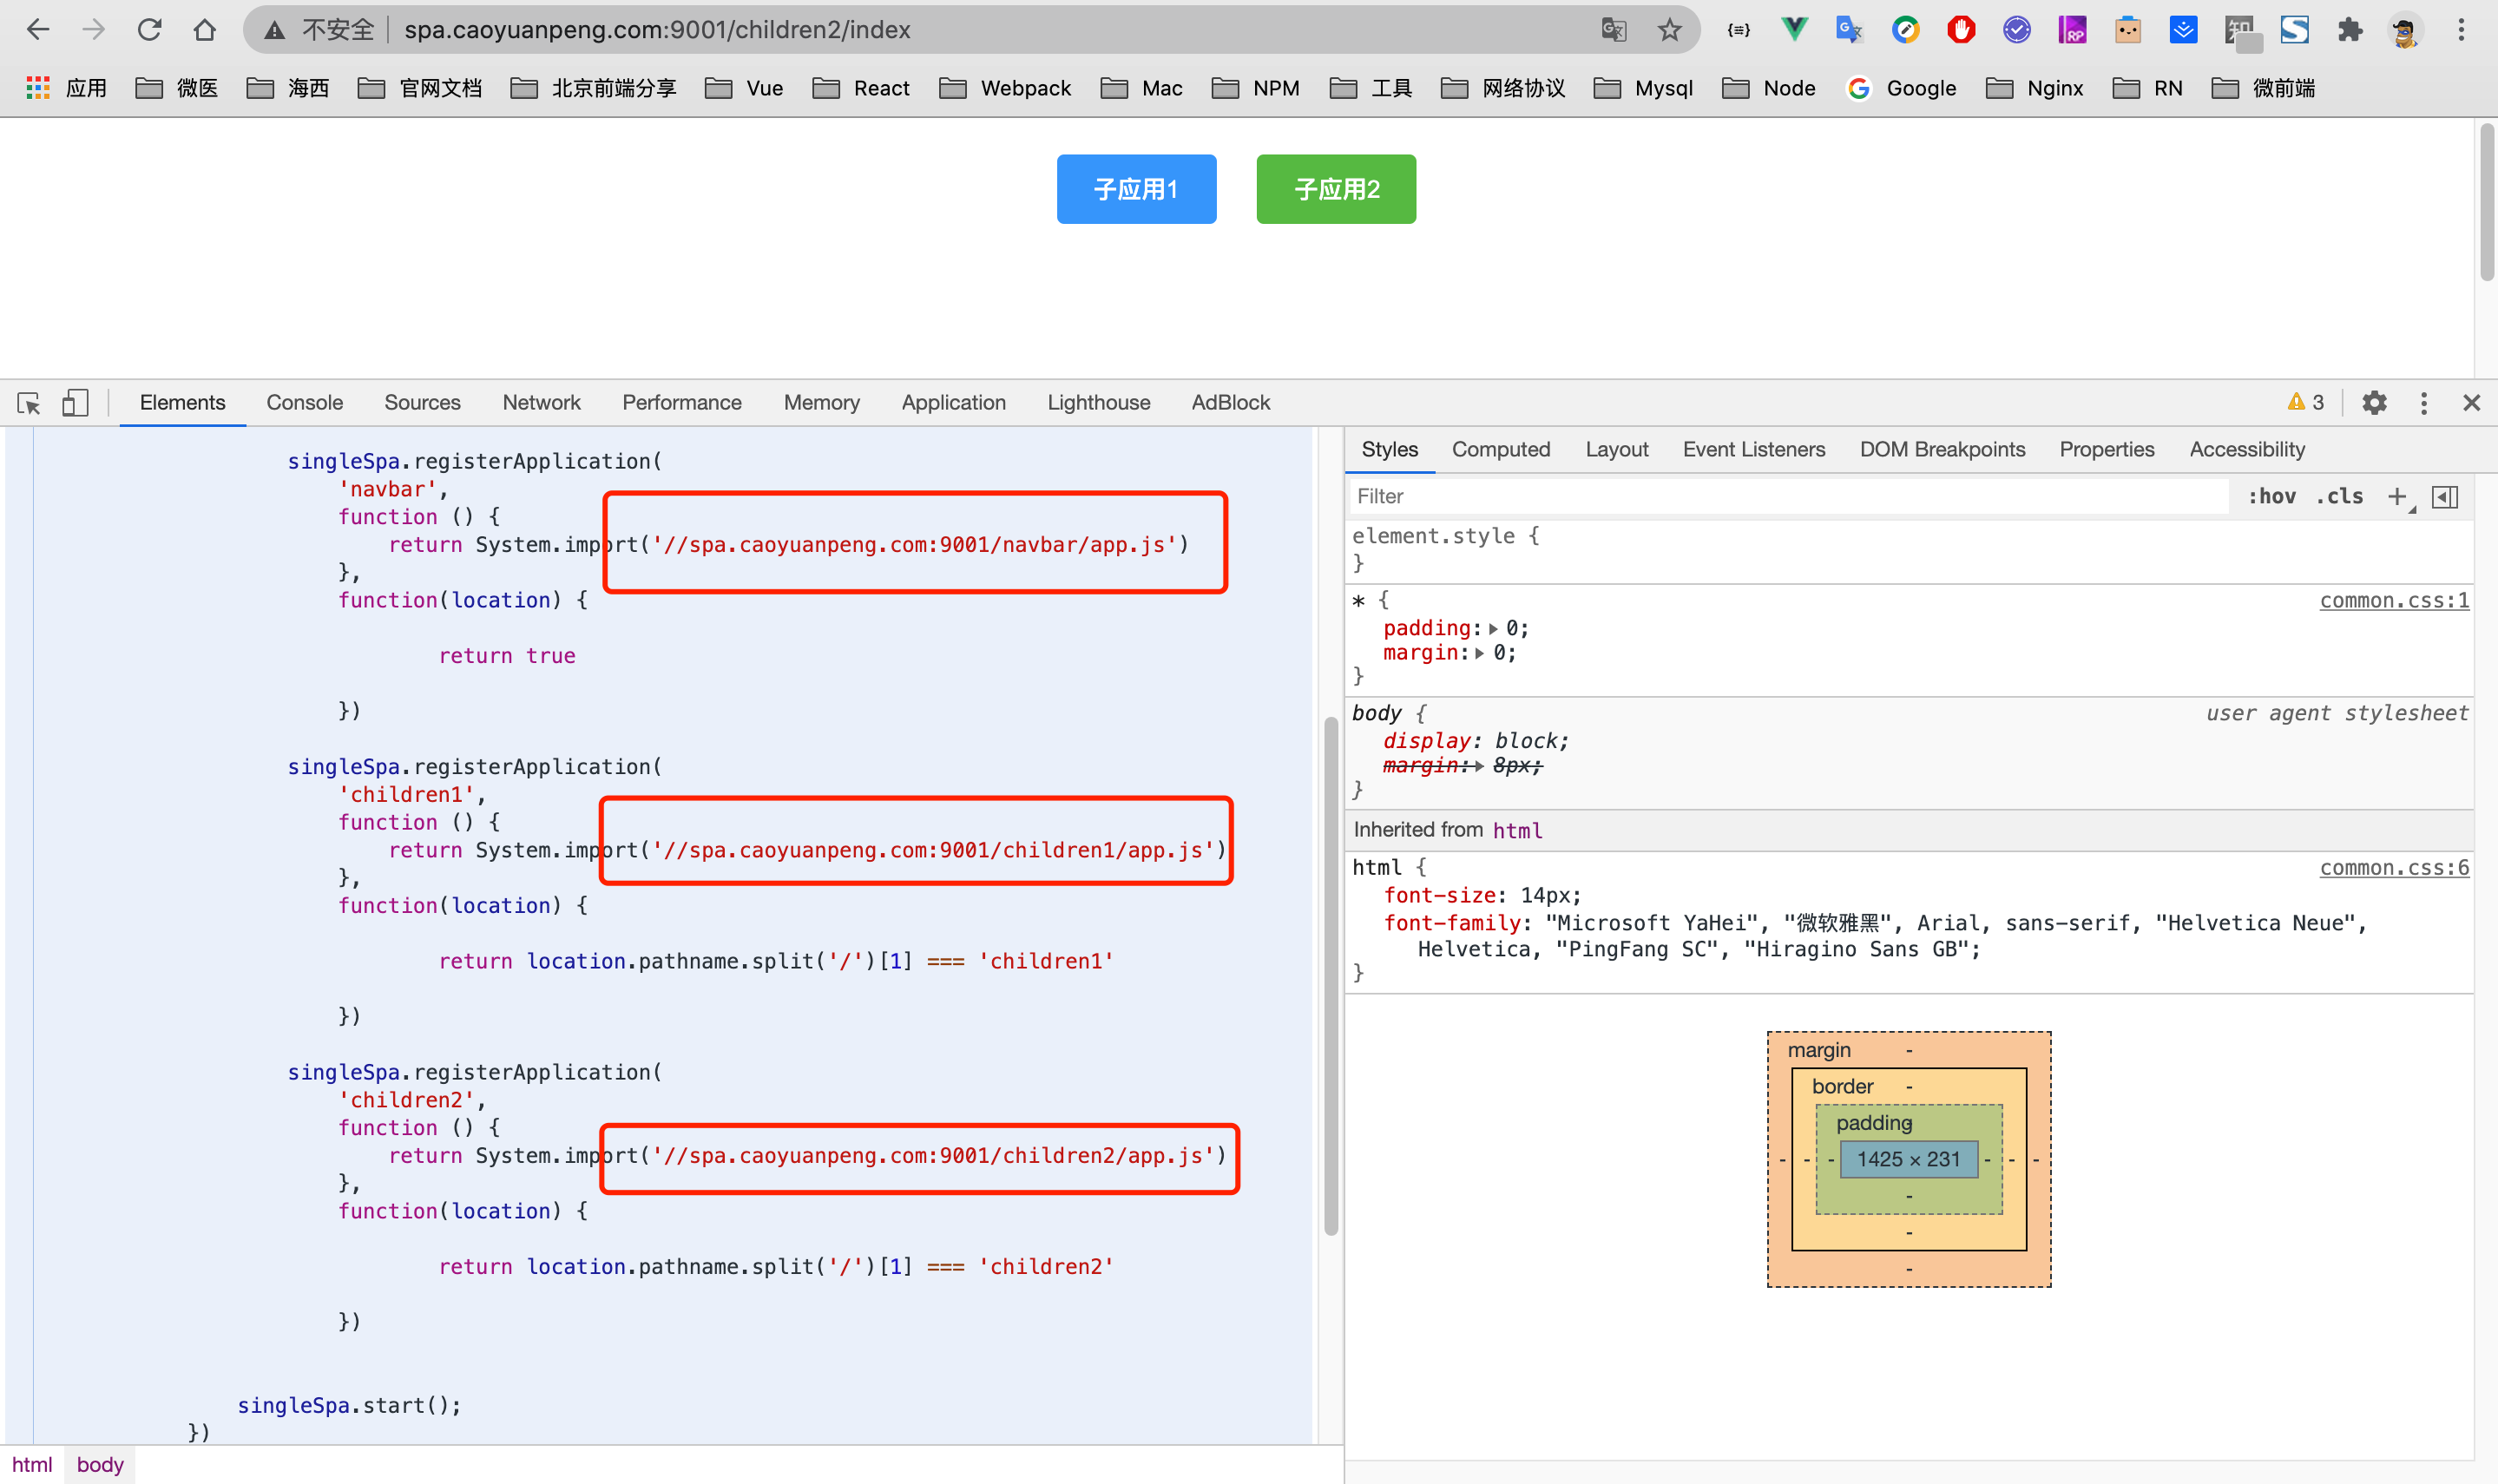 不安全 spa.caoyuanpeng.com:9001/children2/index
应用 微医 海西 官网文档 北京前端分享 Vue React Webpack Mac NPM 工具 网络协议 Mysql Node Google Nginx RN 微前端
子应用1 子应用2
Elements Console Sources Network Performance Memory Application Lighthouse AdBlock 3
singleSpa.registerApplication(
'navbar',
function () {
return System.import('//spa.caoyuanpeng.com:9001/navbar/app.js')
},
function(location) {
return true
})
singleSpa.registerApplication(
'children1',
function () {
return System.import('//spa.caoyuanpeng.com:9001/children1/app.js')
},
function(location) {
return location.pathname.split('/')[1] === 'children1'
})
singleSpa.registerApplication(
'children2',
function () {
return System.import('//spa.caoyuanpeng.com:9001/children2/app.js')
},
function(location) {
return location.pathname.split('/')[1] === 'children2'
})
singleSpa.start();
})
html body
Styles Computed Layout Event Listeners DOM Breakpoints Properties Accessibility
Filter :hov .cls +
element.style {
}
* { common.css:1
padding: 0;
margin: 0;
}
body { user agent stylesheet
display: block;
margin: 8px;
}
Inherited from html
html { common.css:6
font-size: 14px;
font-family: "Microsoft YaHei", "微软雅黑", Arial, sans-serif, "Helvetica Neue",
Helvetica, "PingFang SC", "Hiragino Sans GB";
}
margin -
border -
padding -
- - - 1425 × 231 - - -
-
-
-